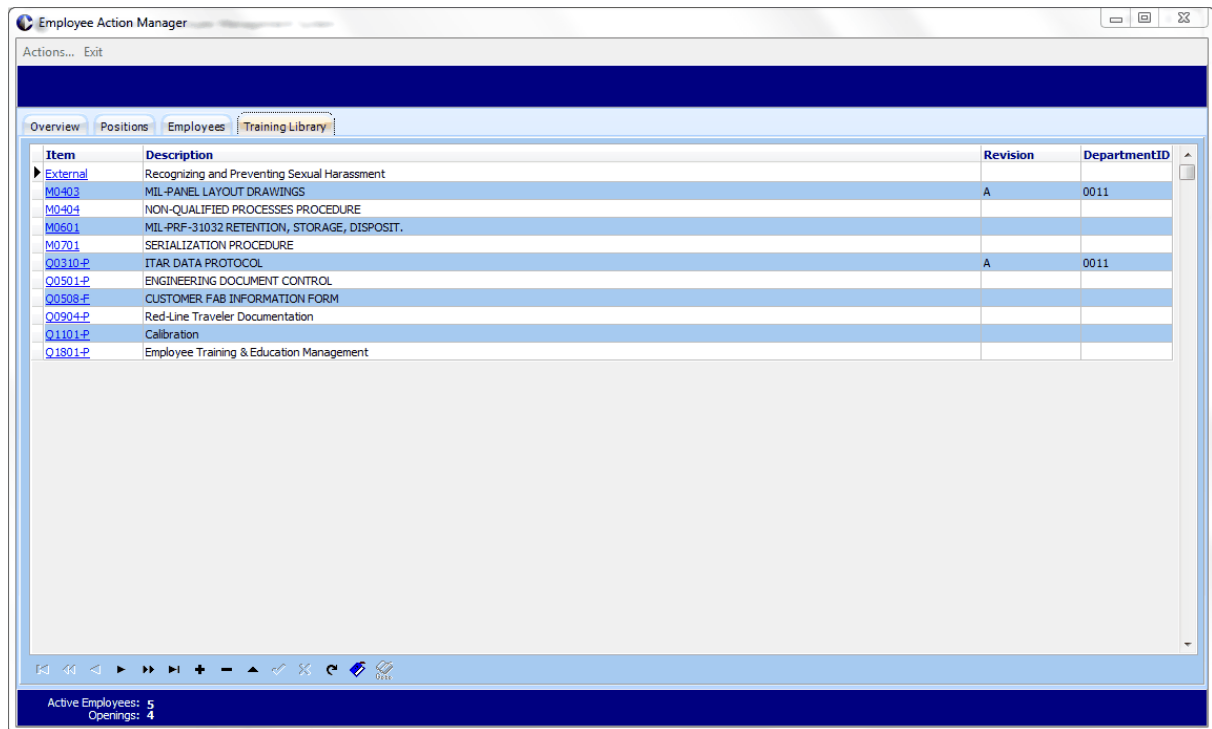 Employee Action Manager
Actions... Exit
Overview Positions Employees Training Library
Item Description Revision DepartmentID
External Recognizing and Preventing Sexual Harassment
M0403 MIL-PANEL LAYOUT DRAWINGS A 0011
M0404 NON-QUALIFIED PROCESSES PROCEDURE
M0601 MIL-PRF-31032 RETENTION, STORAGE, DISPOSIT.
M0701 SERIALIZATION PROCEDURE
Q0310-P ITAR DATA PROTOCOL A 0011
Q0501-P ENGINEERING DOCUMENT CONTROL
Q0508-F CUSTOMER FAB INFORMATION FORM
Q0904-P Red-Line Traveler Documentation
Q1101-P Calibration
Q1801-P Employee Training & Education Management
Active Employees: 5
Openings: 4